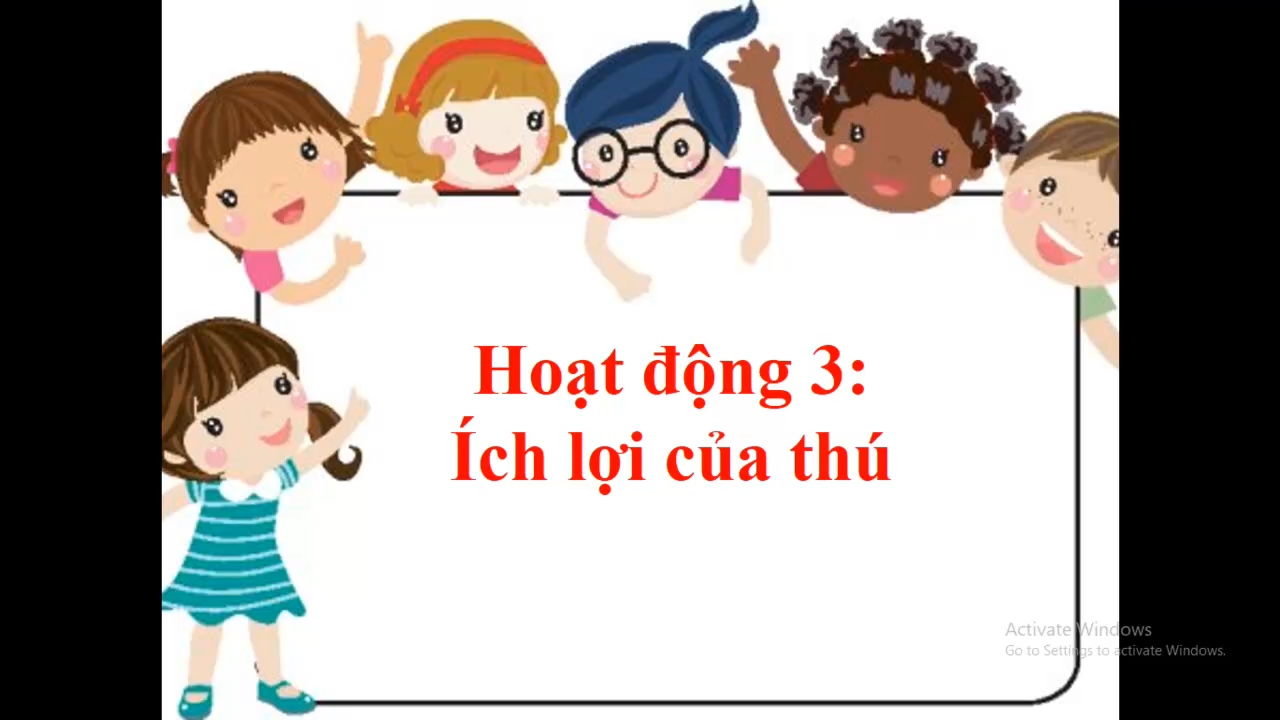 Hoạt động 3:
Ích lợi của thú
Activate Windows
Go to Settings to activate Windows.